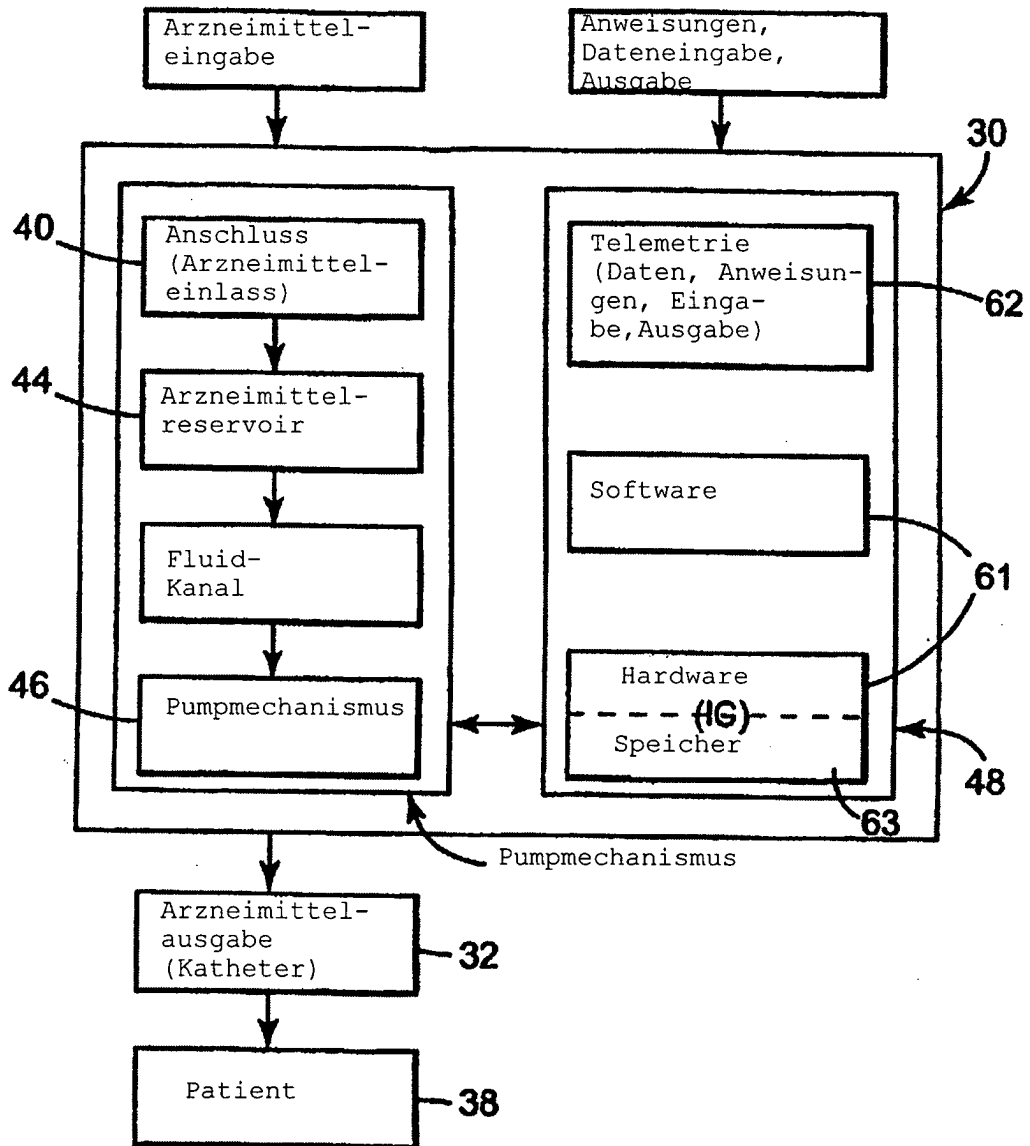 Arzneimittel-
eingabe
Anweisungen,
Dateneingabe,
Ausgabe
30
40
Anschluss
(Arzneimittel-
einlass)
Telemetrie
(Daten, Anweisun-
gen, Einga-
be,Ausgabe)
62
44
Arzneimittel-
reservoir
Software
61
Fluid-
Kanal
46
Pumpmechanismus
Hardware
(IG)
Speicher
63
48
Pumpmechanismus
Arzneimittel-
ausgabe
(Katheter)
32
Patient
38